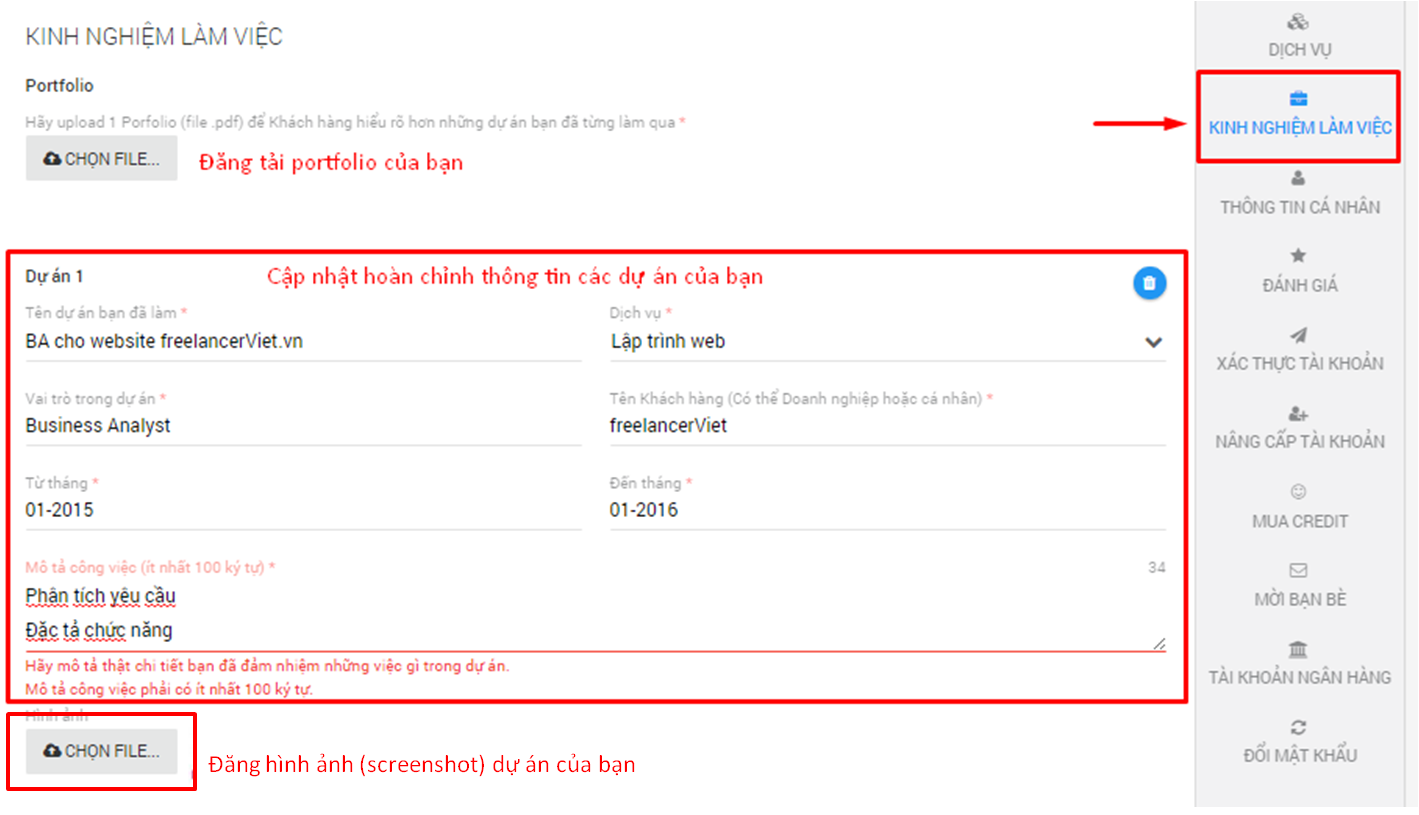 KINH NGHIỆM LÀM VIỆC
Portfolio
Hãy upload 1 Porfolio (file .pdf) để Khách hàng hiểu rõ hơn những dự án bạn đã từng làm qua *
CHỌN FILE...
Đăng tải portfolio của bạn
Dự án 1
Cập nhật hoàn chỉnh thông tin các dự án của bạn
Tên dự án bạn đã làm *
BA cho website freelancerViet.vn
Dịch vụ *
Lập trình web
Vai trò trong dự án *
Business Analyst
Tên Khách hàng (Có thể Doanh nghiệp hoặc cá nhân) *
freelancerViet
Từ tháng *
01-2015
Đến tháng *
01-2016
Mô tả công việc (ít nhất 100 ký tự) *
34
Phân tích yêu cầu
Đặc tả chức năng
Hãy mô tả thật chi tiết bạn đã đảm nhiệm những việc gì trong dự án.
Mô tả công việc phải có ít nhất 100 ký tự.
Hình ảnh
CHỌN FILE...
Đăng hình ảnh (screenshot) dự án của bạn
DỊCH VỤ
KINH NGHIỆM LÀM VIỆC
THÔNG TIN CÁ NHÂN
ĐÁNH GIÁ
XÁC THỰC TÀI KHOẢN
NÂNG CẤP TÀI KHOẢN
MUA CREDIT
MỜI BẠN BÈ
TÀI KHOẢN NGÂN HÀNG
ĐỔI MẬT KHẨU